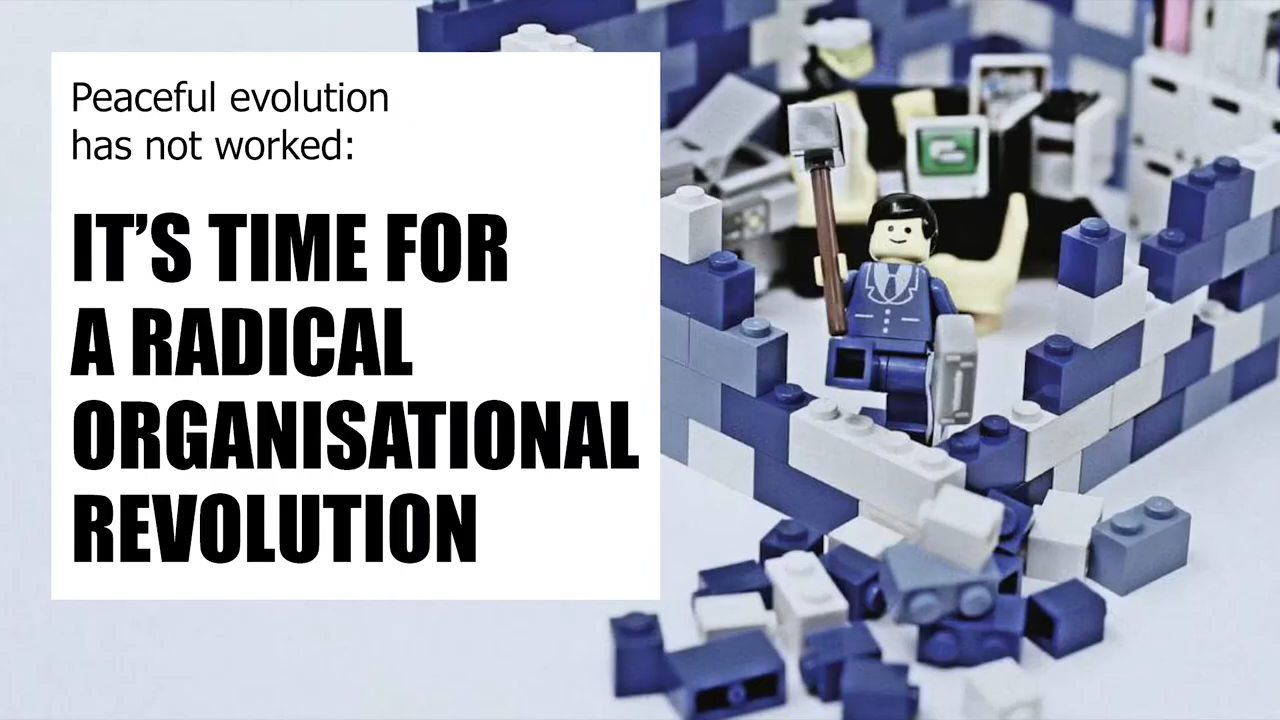 Peaceful evolution
has not worked:
IT’S TIME FOR
A RADICAL
ORGANISATIONAL
REVOLUTION